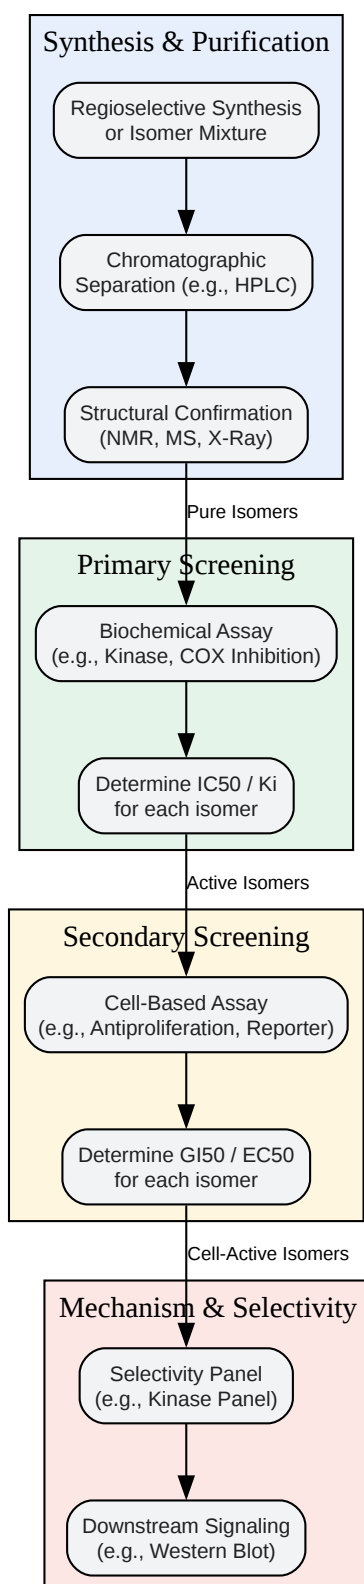 Synthesis & Purification
Regioselective Synthesis
or Isomer Mixture
Chromatographic
Separation (e.g., HPLC)
Structural Confirmation
(NMR, MS, X-Ray)
Pure Isomers
Primary Screening
Biochemical Assay
(e.g., Kinase, COX Inhibition)
Determine IC50 / Ki
for each isomer
Active Isomers
Secondary Screening
Cell-Based Assay
(e.g., Antiproliferation, Reporter)
Determine GI50 / EC50
for each isomer
Cell-Active Isomers
Mechanism & Selectivity
Selectivity Panel
(e.g., Kinase Panel)
Downstream Signaling
(e.g., Western Blot)